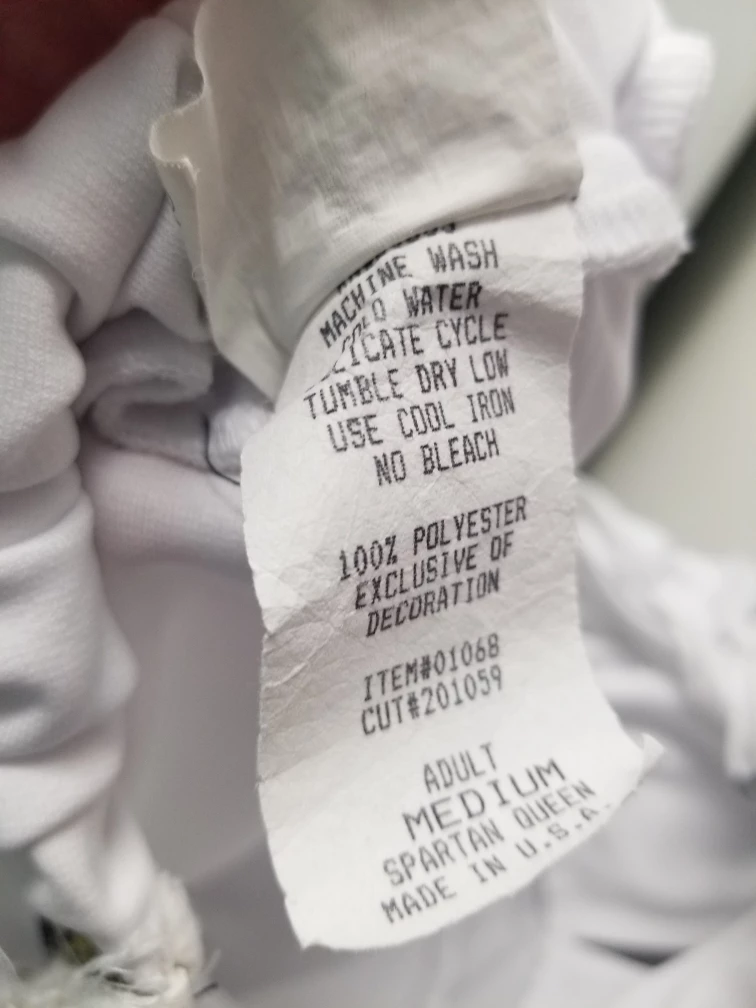 MACHINE WASH
COLD WATER
LICATE CYCLE
TUMBLE DRY LOW
USE COOL IRON
NO BLEACH
100% POLYESTER
EXCLUSIVE OF
DECORATION
ITEM#01068
CUT#201059
ADULT
MEDIUM
SPARTAN QUEEN
MADE IN U.S.A.